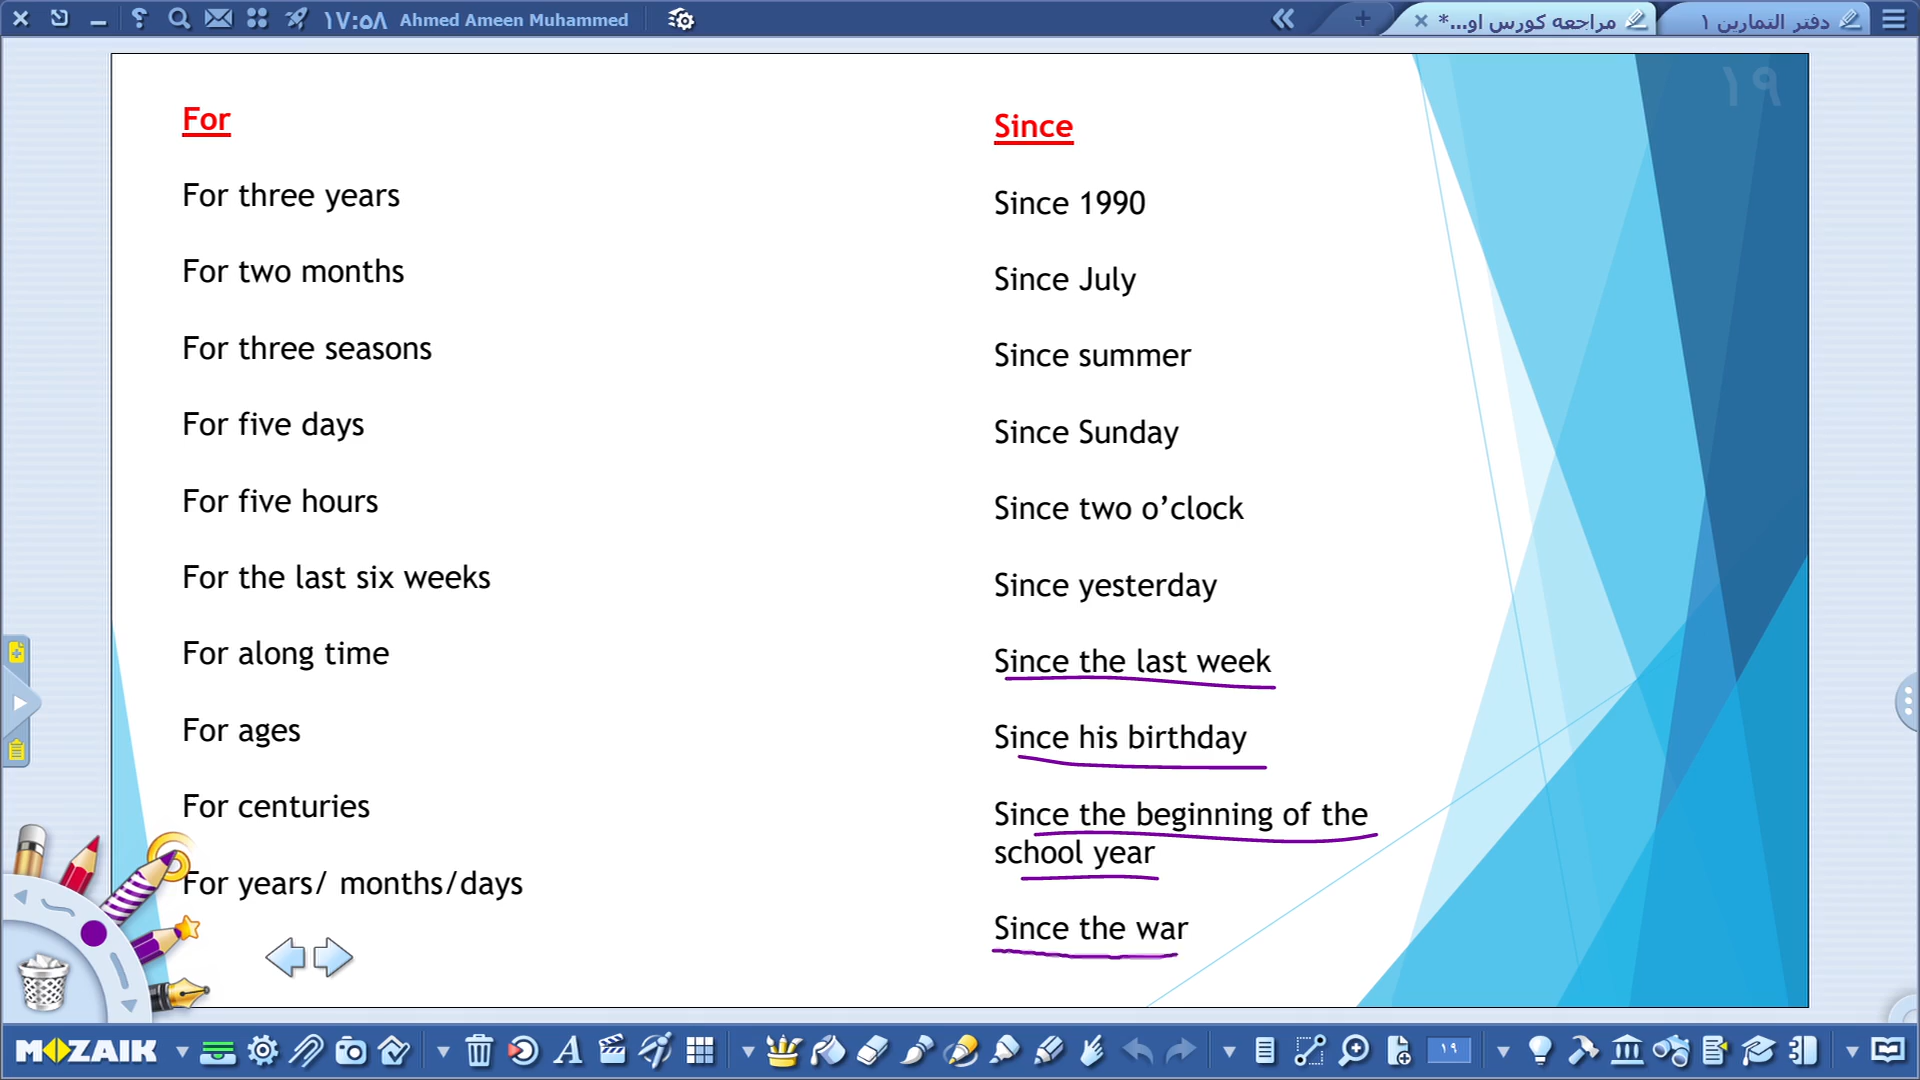 ١٧:٥٨ Ahmed Ameen Muhammed
مراجعه كورس او...*
دفتر التمارين ١
١٩
For
For three years
For two months
For three seasons
For five days
For five hours
For the last six weeks
For along time
For ages
For centuries
For years/ months/days
Since
Since 1990
Since July
Since summer
Since Sunday
Since two o’clock
Since yesterday
Since the last week
Since his birthday
Since the beginning of the
school year
Since the war
MOZAIK
١٩